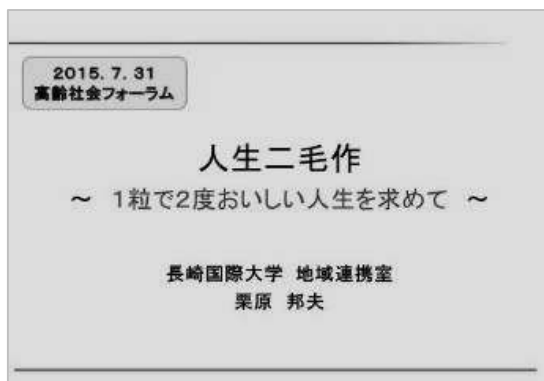 2015. 7. 31
高齢社会フォーラム
人生二毛作
～ 1粒で2度おいしい人生を求めて ～
長崎国際大学 地域連携室
栗原 邦夫